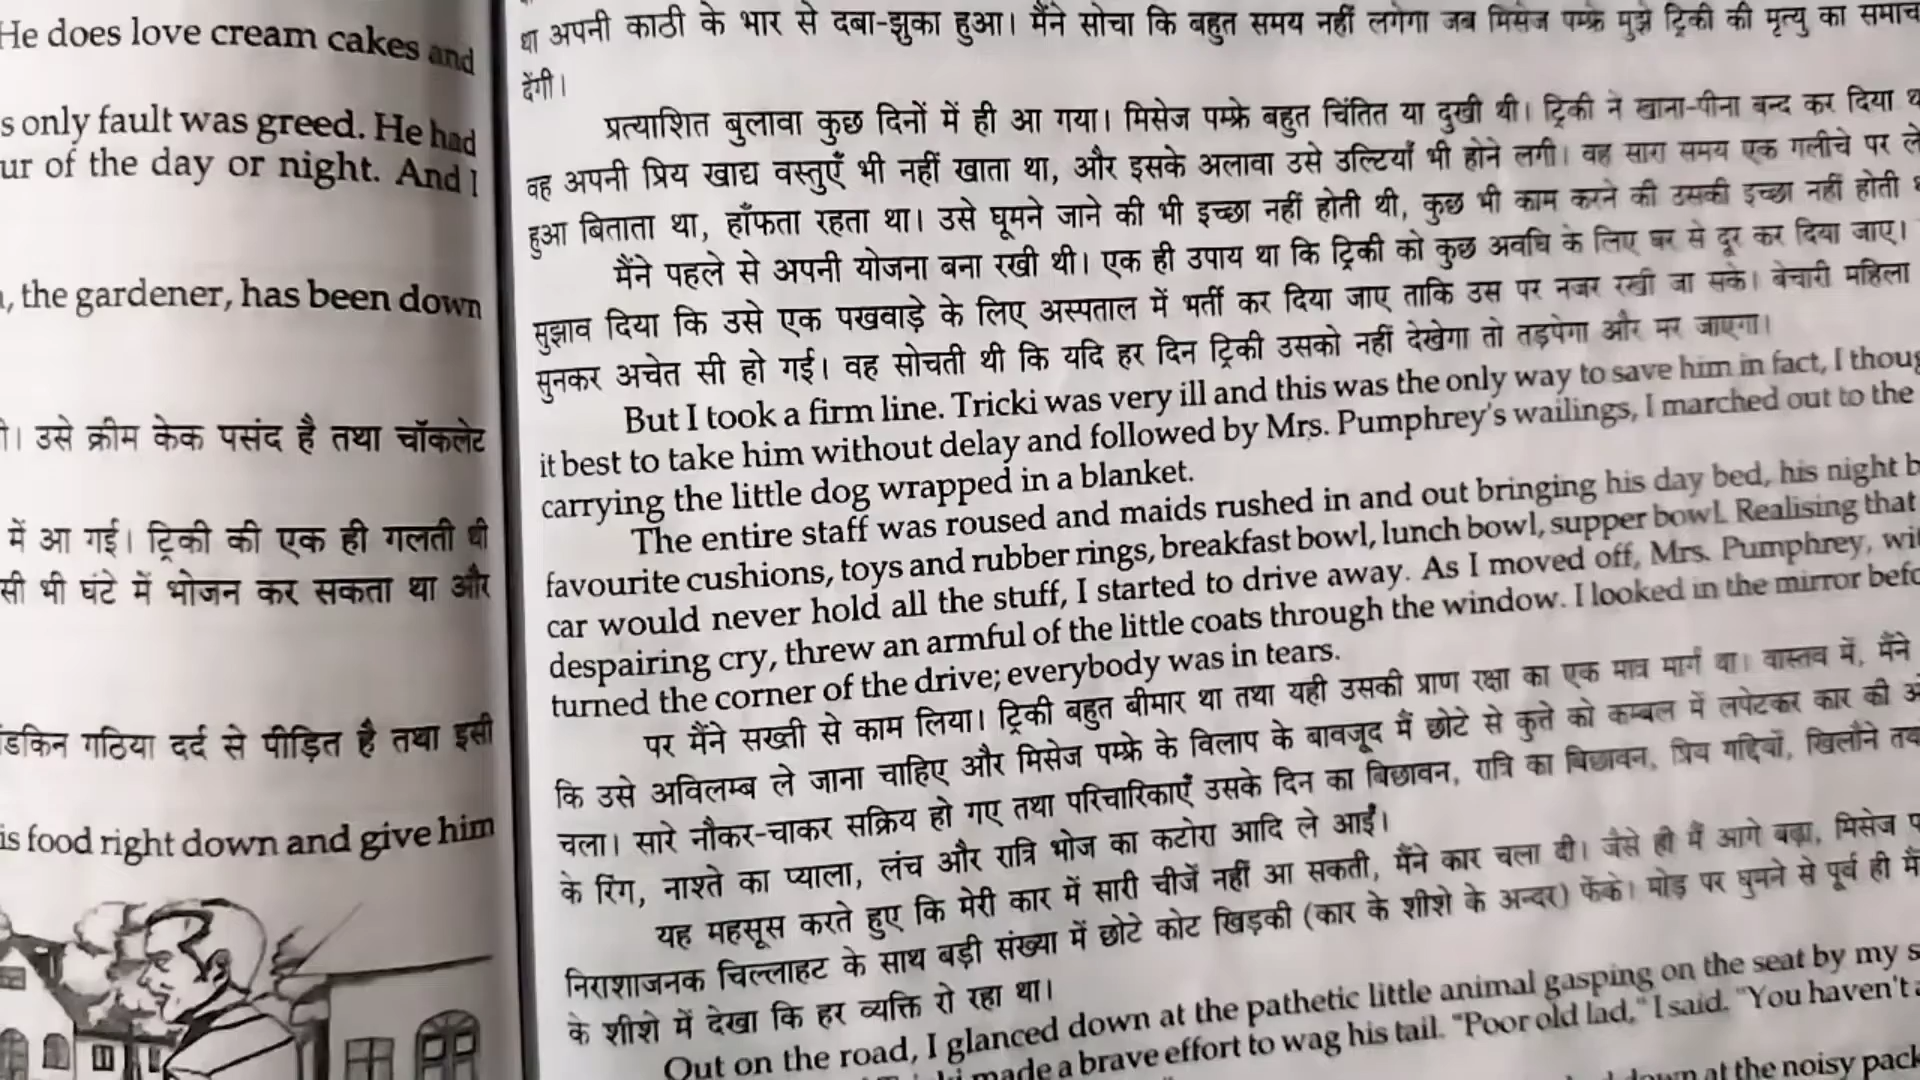 He does love cream cakes and
s only fault was greed. He had
ur of the day or night. And I
, the gardener, has been down
उसे क्रीम केक पसंद है तथा चॉकलेट
में आ गई। ट्रिकी की एक ही गलती थी
भी घंटे में भोजन कर सकता था और
गठिया दर्द से पीड़ित है तथा इसी
is food right down and give him
था अपनी काठी के भार से दबा-झुका हुआ। मैंने सोचा कि बहुत समय नहीं लगेगा जब मिसेज पम्फ्रे मुझे ट्रिकी की मृत्यु का समाच
देंगी।
प्रत्याशित बुलावा कुछ दिनों में ही आ गया। मिसेज पम्फ्रे बहुत चिंतित या दुखी थी। ट्रिकी ने खाना-पीना बन्द कर दिया
वह अपनी प्रिय खाद्य वस्तुएँ भी नहीं खाता था, और इसके अलावा उसे उल्टियाँ भी होने लगी। वह सारा समय एक गलीचे पर ले
हुआ बिताता था, हाँफता रहता था। उसे घूमने जाने की भी इच्छा नहीं होती थी, कुछ भी काम करने की उसकी इच्छा नहीं होती
मैंने पहले से अपनी योजना बना रखी थी। एक ही उपाय था कि ट्रिकी को कुछ अवधि के लिए घर से दूर कर दिया जाए।
सुझाव दिया कि उसे एक पखवाड़े के लिए अस्पताल में भर्ती कर दिया जाए ताकि उस पर नजर रखी जा सके। बेचारी महिला
सुनकर अचेत सी हो गई। वह सोचती थी कि यदि हर दिन ट्रिकी उसको नहीं देखेगा तो तड़पेगा और मर जाएगा।
But I took a firm line. Tricki was very ill and this was the only way to save him in fact, I thoug
it best to take him without delay and followed by Mrs. Pumphrey's wailings, I marched out to the
carrying the little dog wrapped in a blanket.
The entire staff was roused and maids rushed in and out bringing his day bed, his night b
favourite cushions, toys and rubber rings, breakfast bowl, lunch bowl, supper bowl. Realising that
car would never hold all the stuff, I started to drive away. As I moved off, Mrs. Pumphrey, wi
despairing cry, threw an armful of the little coats through the window. I looked in the mirror befo
turned the corner of the drive; everybody was in tears.
पर मैंने सख्ती से काम लिया। ट्रिकी बहुत बीमार था तथा यही उसकी प्राण रक्षा का एक मात्र मार्ग था। वास्तव में, मैंने
कि उसे अविलम्ब ले जाना चाहिए और मिसेज पम्फ्रे के विलाप के बावजूद मैं छोटे से कुत्ते को कम्बल में लपेटकर कार की ओ
चला। सारे नौकर-चाकर सक्रिय हो गए तथा परिचारिकाएँ उसके दिन का बिछावन, रात्रि का बिछावन, प्रिय गद्दियों, खिलौने
के रिंग, नाश्ते का प्याला, लंच और रात्रि भोज का कटोरा आदि ले आईं।
यह महसूस करते हुए कि मेरी कार में सारी चीजें नहीं आ सकती, मैंने कार चला दी। जैसे ही मैं आगे बढ़ा, मिसेज
निराशाजनक चिल्लाहट के साथ बड़ी संख्या में छोटे कोट खिड़की (कार के शीशे के अन्दर) फेंके। मोड़ पर घुमने से पूर्व ही
के शीशे में देखा कि हर व्यक्ति रो रहा था।
Out on the road, I glanced down at the pathetic little animal gasping on the seat by my s
made a brave effort to wag his tail. "Poor old lad," I said. "You haven't
down at the noisy pack